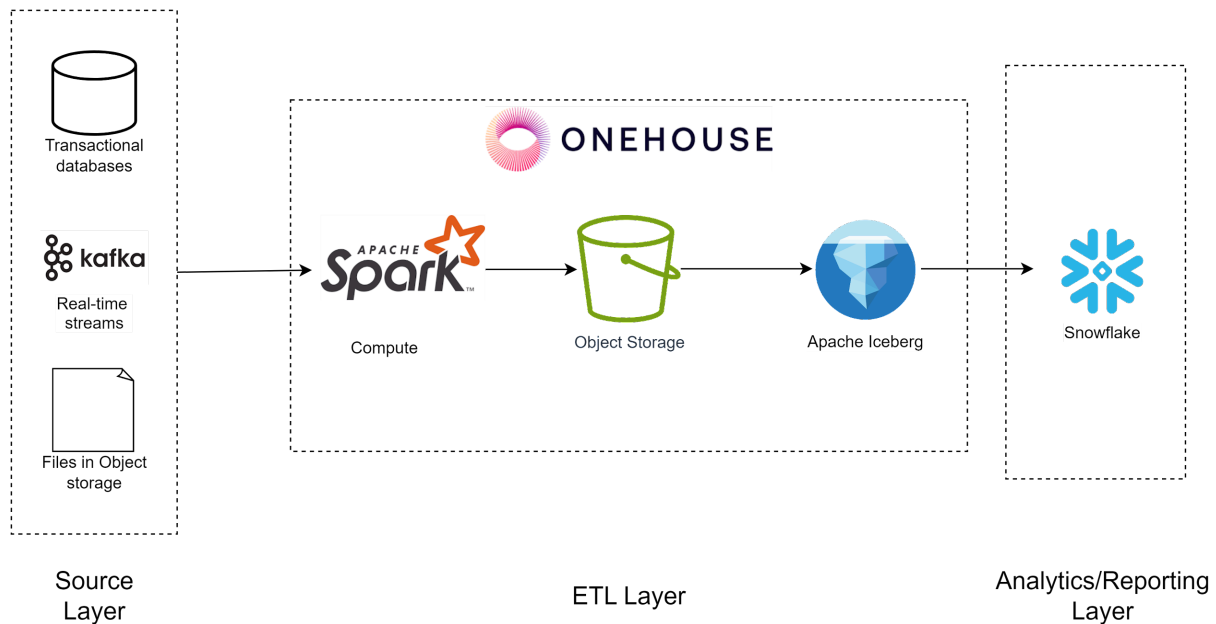 Transactional
databases
kafka
Real-time
streams
Files in Object
storage
Source
Layer
ONEHOUSE
APACHE
Spark™
Compute
Object Storage
Apache Iceberg
ETL Layer
Snowflake
Analytics/Reporting
Layer